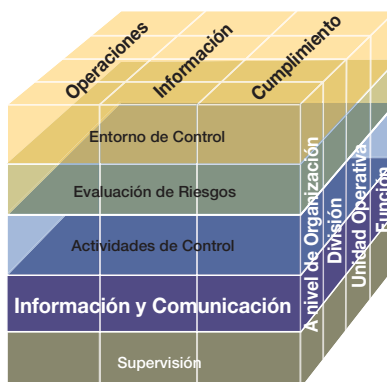 Operaciones
Información
Cumplimiento
Entorno de Control
Evaluación de Riesgos
Actividades de Control
Información y Comunicación
Supervisión
A nivel de Organización
División
Unidad Operativa
Función